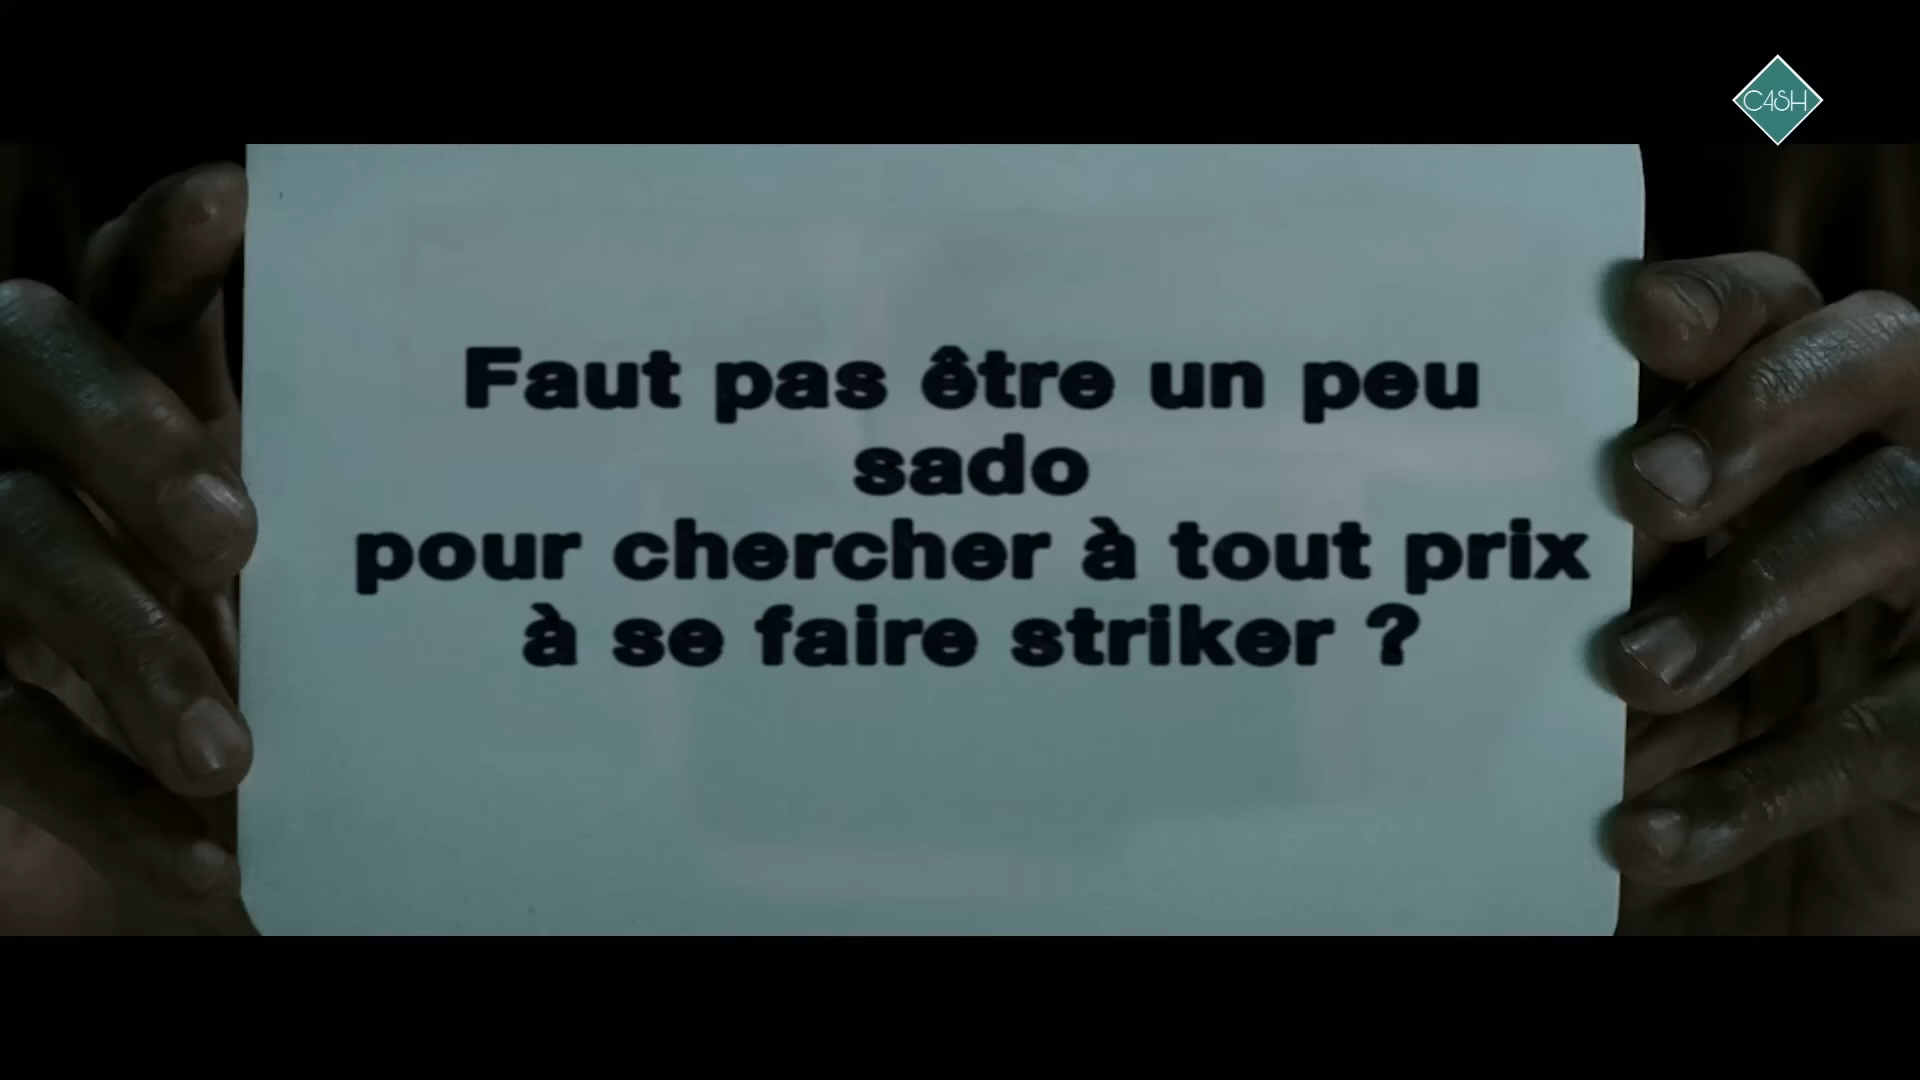 C4SH
Faut pas être un peu
sado
pour chercher à tout prix
à se faire striker ?